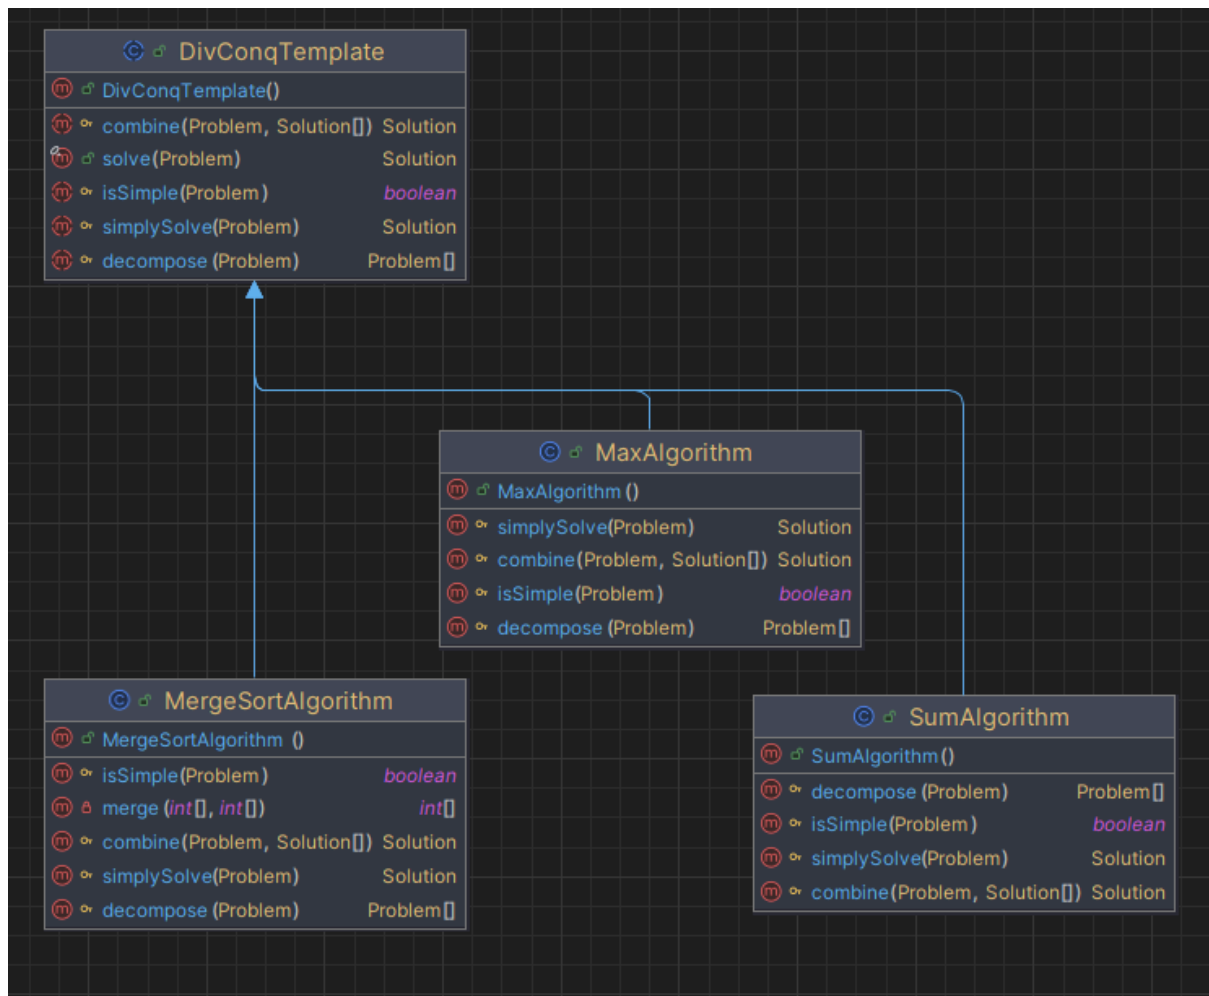 DivConqTemplate
DivConqTemplate()
combine(Problem, Solution[]) Solution
solve(Problem) Solution
isSimple(Problem) boolean
simplySolve(Problem) Solution
decompose(Problem) Problem[]
MaxAlgorithm
MaxAlgorithm()
simplySolve(Problem) Solution
combine(Problem, Solution[]) Solution
isSimple(Problem) boolean
decompose(Problem) Problem[]
MergeSortAlgorithm
MergeSortAlgorithm()
isSimple(Problem) boolean
merge(int[], int[]) int[]
combine(Problem, Solution[]) Solution
simplySolve(Problem) Solution
decompose(Problem) Problem[]
SumAlgorithm
SumAlgorithm()
decompose(Problem) Problem[]
isSimple(Problem) boolean
simplySolve(Problem) Solution
combine(Problem, Solution[]) Solution